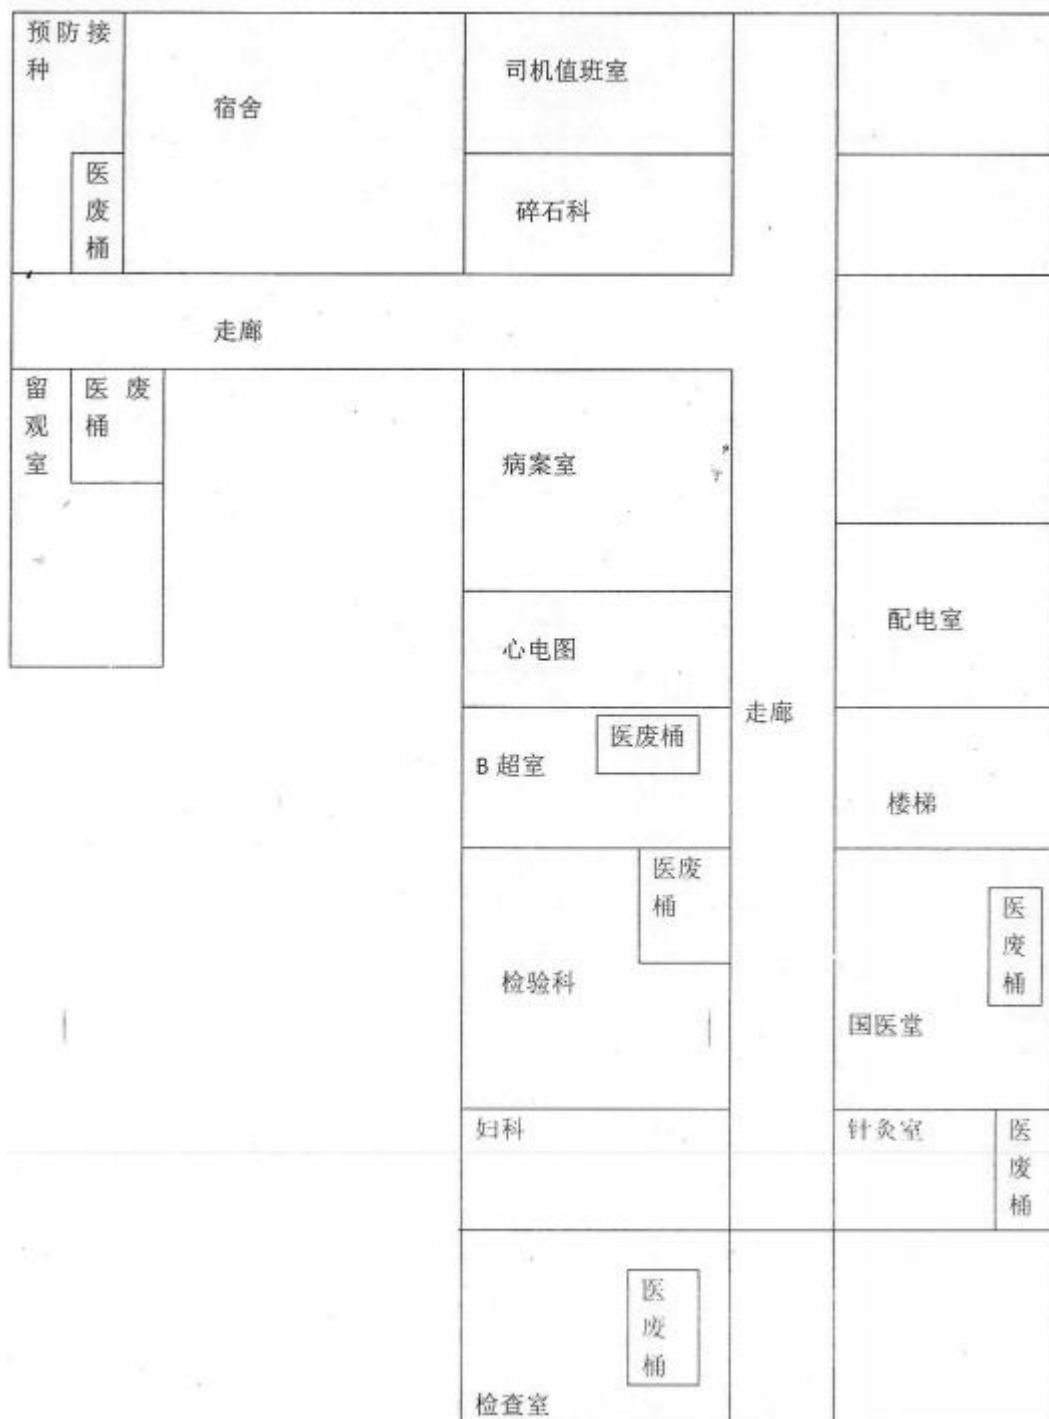 预防接
种
宿舍
司机值班室
医
废
桶
碎石科
走廊
留
观
室
医 废
桶
病案室
心电图
配电室
走廊
B 超室
医废桶
楼梯
检验科
医废
桶
国医堂
医
废
桶
妇科
针灸室
医
废
桶
检查室
医
废
桶